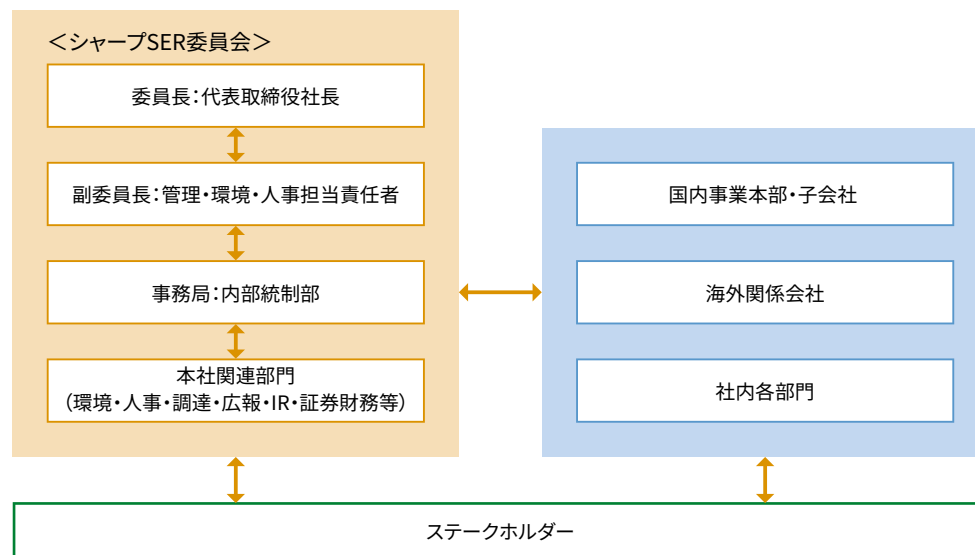 ＜シャープSER委員会＞
委員長：代表取締役社長
副委員長：管理・環境・人事担当責任者
事務局：内部統制部
本社関連部門
（環境・人事・調達・広報・IR・証券財務等）
国内事業本部・子会社
海外関係会社
社内各部門
ステークホルダー